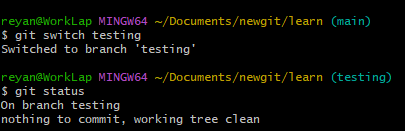 reyan@WorkLap MINGW64 ~/Documents/newgit/learn (main)
$ git switch testing
Switched to branch 'testing'
reyan@WorkLap MINGW64 ~/Documents/newgit/learn (testing)
$ git status
On branch testing
nothing to commit, working tree clean